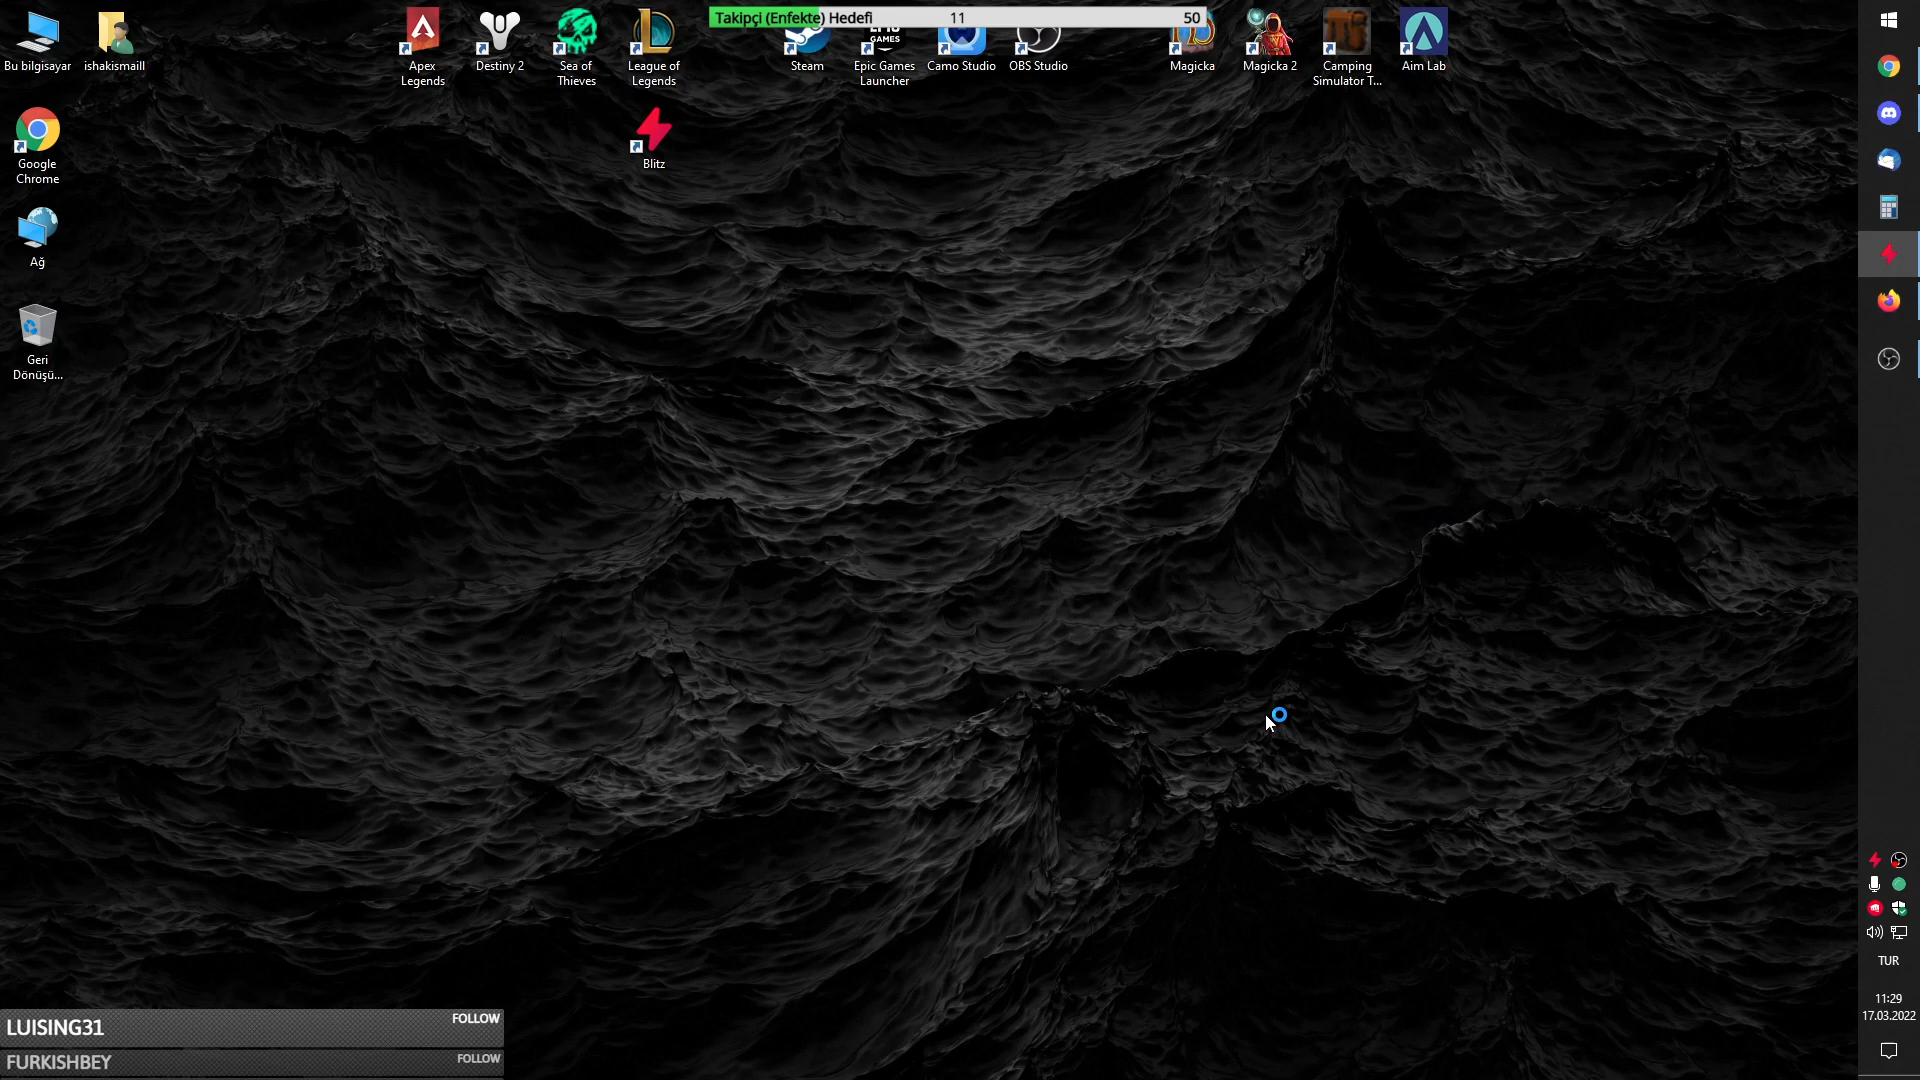 Takipçi (Enfekte) Hedefi 11 50
Bu bilgisayar
ishakismaill
Apex
Legends
Destiny 2
Sea of
Thieves
League of
Legends
Steam
GAMES
Epic Games
Launcher
Camo Studio
OBS Studio
Magicka
Magicka 2
Camping
Simulator T...
Aim Lab
Google
Chrome
Blitz
Ağ
Geri
Dönüşü...
TUR
11:29
17.03.2022
LUISING31 FOLLOW
FURKISHBEY FOLLOW